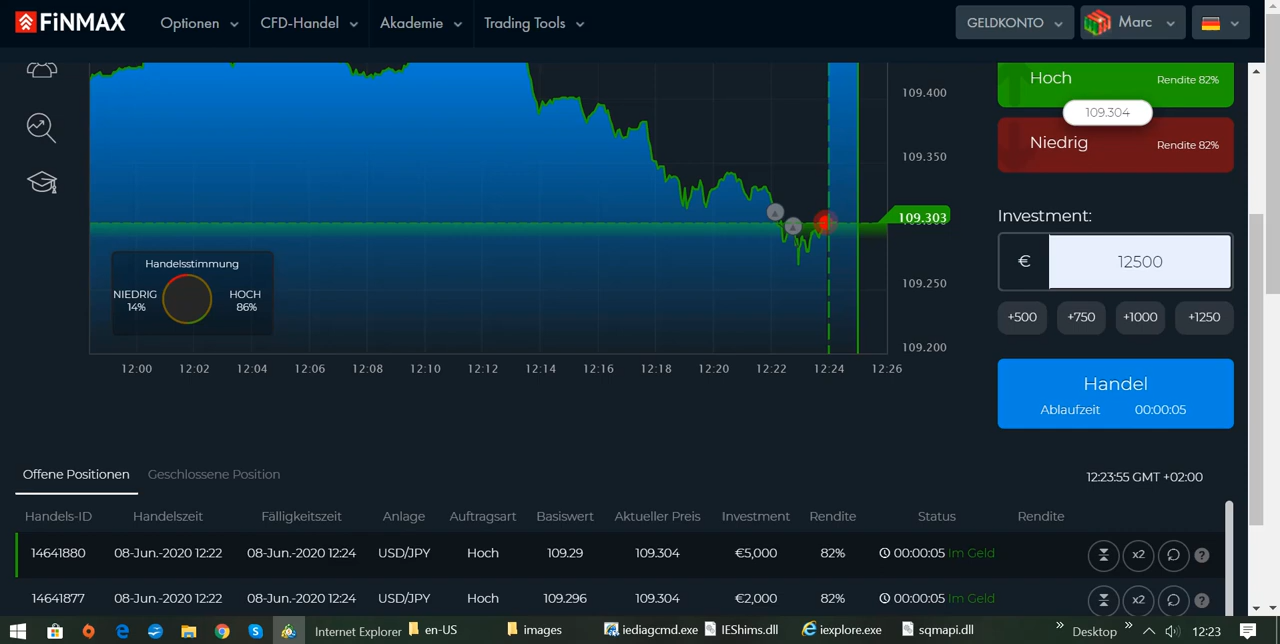 FiNMAX Optionen CFD-Handel Akademie Trading Tools GELDKONTO Marc
109.400
109.350
109.303
109.250
109.200
Handelsstimmung
NIEDRIG HOCH
14% 86%
12:00 12:02 12:04 12:06 12:08 12:10 12:12 12:14 12:16 12:18 12:20 12:22 12:24 12:26
Hoch Rendite 82%
109.304
Niedrig Rendite 82%
Investment:
€ 12500
+500 +750 +1000 +1250
Handel
Ablaufzeit 00:00:05
Offene Positionen Geschlossene Position 12:23:55 GMT +02:00
Handels-ID Handelszeit Fälligkeitszeit Anlage Auftragsart Basiswert Aktueller Preis Investment Rendite Status Rendite
14641880 08-Jun.-2020 12:22 08-Jun.-2020 12:24 USD/JPY Hoch 109.29 109.304 €5,000 82% 00:00:05 Im Geld x2 ?
14641877 08-Jun.-2020 12:22 08-Jun.-2020 12:24 USD/JPY Hoch 109.296 109.304 €2,000 82% 00:00:05 Im Geld x2 ?
Internet Explorer en-US images iediagcmd.exe IEShims.dll iexplore.exe sqmapi.dll » Desktop » 12:23